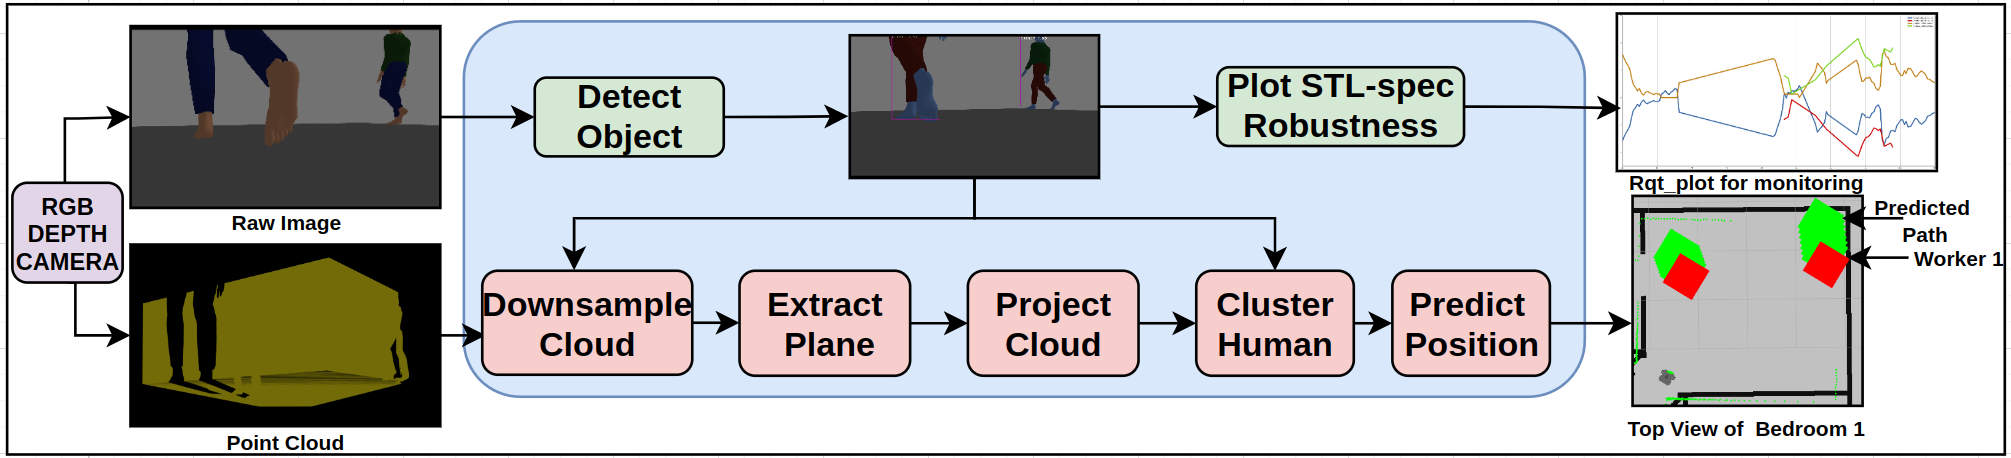 RGB
DEPTH
CAMERA
Raw Image
Point Cloud
Detect
Object
Plot STL-spec
Robustness
Downsample
Cloud
Extract
Plane
Project
Cloud
Cluster
Human
Predict
Position
Rqt_plot for monitoring
Predicted
Path
Worker 1
Top View of Bedroom 1